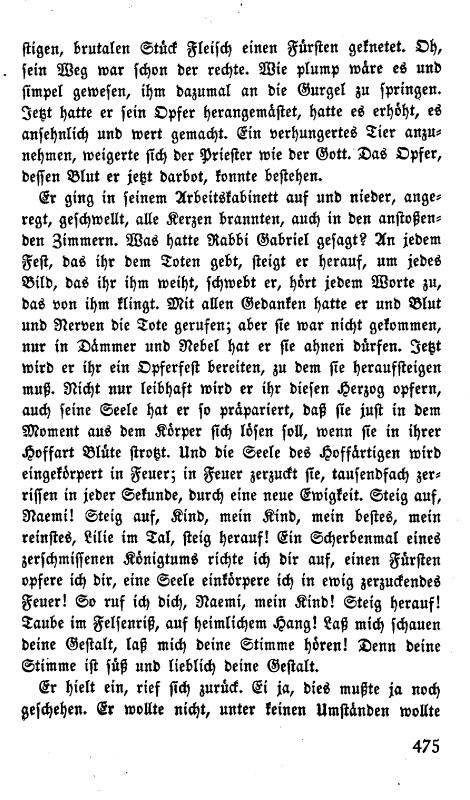 stigen, brutalen Stück Fleisch einen Fürsten geknetet. Oh,
sein Weg war schon der rechte. Wie plump wäre es und
simpel gewesen, ihm dazumal an die Gurgel zu springen.
Jetzt hatte er sein Opfer herangemästet, hatte es erhöht, es
ansehnlich und wert gemacht. Ein verhungertes Tier anzu-
nehmen, weigerte sich der Priester wie der Gott. Das Opfer,
dessen Blut er jetzt darbot, konnte bestehen.
Er ging in seinem Arbeitskabinett auf und nieder, ange-
regt, geschwellt, alle Kerzen brannten, auch in den anstoßen-
den Zimmern. Was hatte Rabbi Gabriel gesagt? An jedem
Fest, das ihr dem Toten gebt, steigt er herauf, um jedes
Bild, das ihr ihm weiht, schwebt er, hört jedem Worte zu,
das von ihm klingt. Mit allen Gedanken hatte er und Blut
und Nerven die Tote gerufen; aber sie war nicht gekommen,
nur in Dämmer und Nebel hat er sie ahnen dürfen. Jetzt
wird er ihr ein Opferfest bereiten, zu dem sie heraufsteigen
muß. Nicht nur leibhaft wird er ihr diesen Herzog opfern,
auch seine Seele hat er so präpariert, daß sie just in dem
Moment aus dem Körper sich lösen soll, wenn sie in ihrer
Hoffart Blüte strotzt. Und die Seele des Hoffärtigen wird
eingekörpert in Feuer; in Feuer zerzuckt sie, tausendfach zer-
rissen in jeder Sekunde, durch eine neue Ewigkeit. Steig auf,
Naemi! Steig auf, Kind, mein Kind, mein bestes, mein
reinstes, Lilie im Tal, steig herauf! Ein Scherbenmal eines
zerschmissenen Königtums richte ich dir auf, einen Fürsten
opfere ich dir, eine Seele einkörpere ich in ewig zerzuckendes
Feuer! So ruf ich dich, Naemi, mein Kind! Steig herauf!
Taube im Felsenriß, auf heimlichem Hang! Laß mich schauen
deine Gestalt, laß mich deine Stimme hören! Denn deine
Stimme ist süß und lieblich deine Gestalt.
Er hielt ein, rief sich zurück. Ei ja, dies mußte ja noch
geschehen. Er wollte nicht, unter keinen Umständen wollte
475